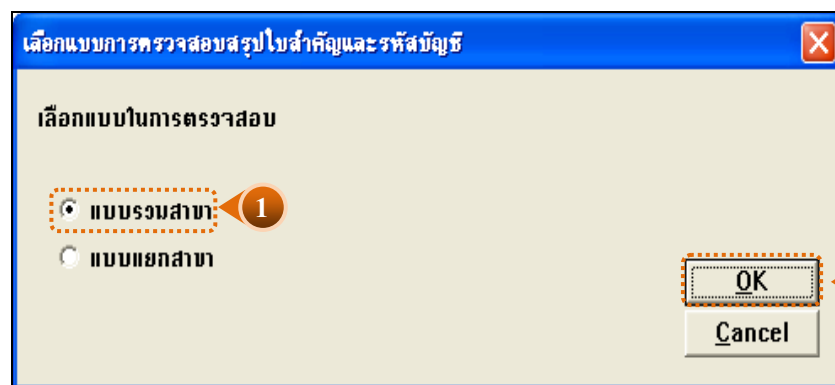 เลือกแบบการตรวจสอบสรุปใบสำคัญและรหัสบัญชี
เลือกแบบในการตรวจสอบ
แบบรวมสาขา
1
แบบแยกสาขา
OK
Cancel